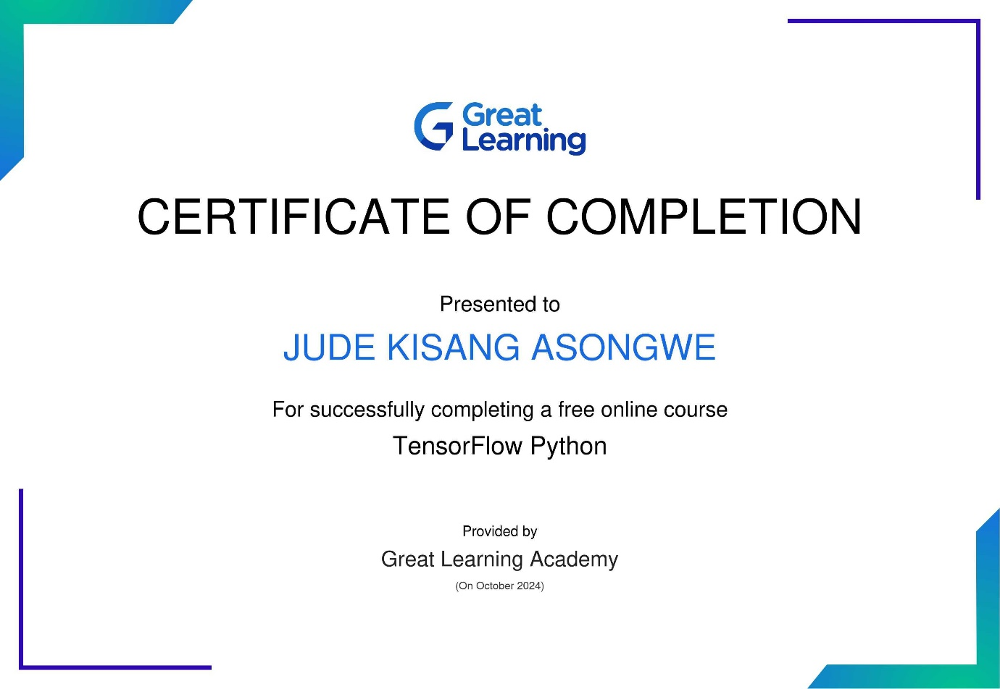 Great
Learning
CERTIFICATE OF COMPLETION
Presented to
JUDE KISANG ASONGWE
For successfully completing a free online course
TensorFlow Python
Provided by
Great Learning Academy
(On October 2024)